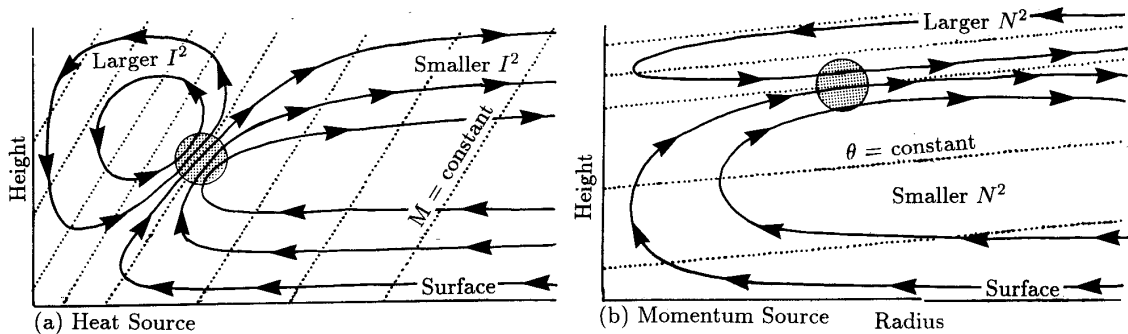 Height
Larger I²
Smaller I²
M = constant
Surface
(a) Heat Source
Height
Larger N²
θ = constant
Smaller N²
Surface
(b) Momentum Source
Radius